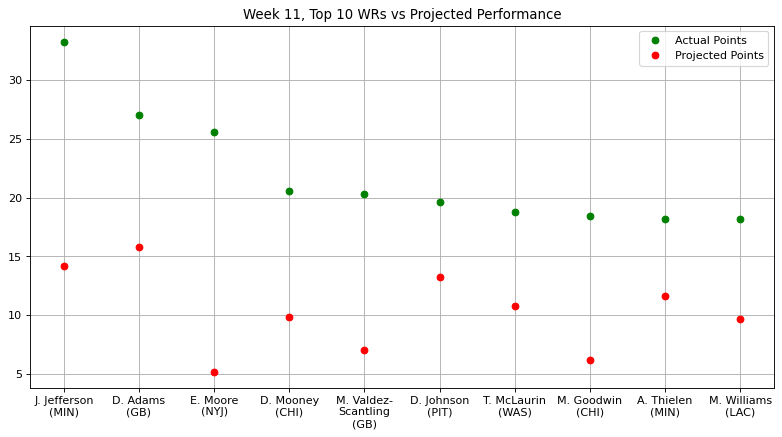 Week 11, Top 10 WRs vs Projected Performance
Actual Points
Projected Points
30
25
20
15
10
5
J. Jefferson
(MIN)
D. Adams
(GB)
E. Moore
(NYJ)
D. Mooney
(CHI)
M. Valdez-
Scantling
(GB)
D. Johnson
(PIT)
T. McLaurin
(WAS)
M. Goodwin
(CHI)
A. Thielen
(MIN)
M. Williams
(LAC)